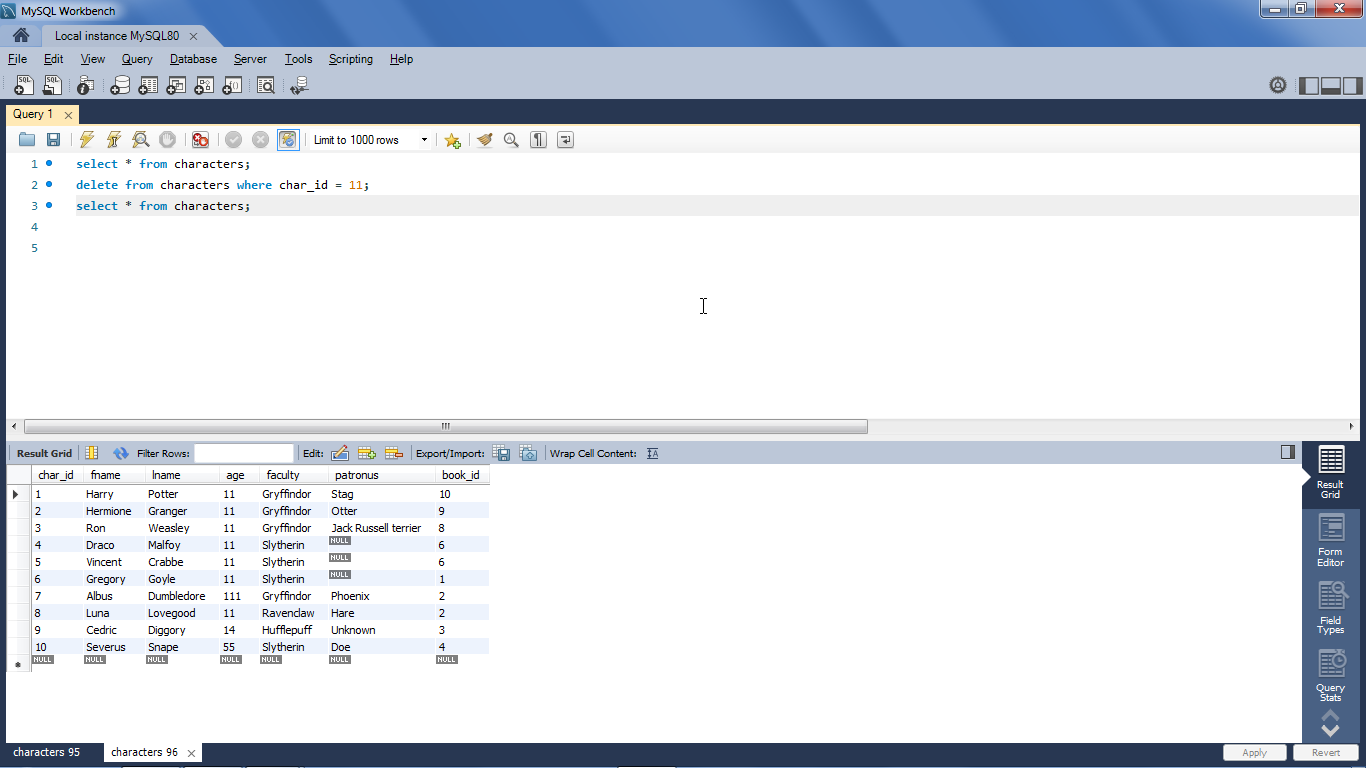 MySQL Workbench
Local instance MySQL80
File Edit View Query Database Server Tools Scripting Help
Query 1
Limit to 1000 rows
1 select * from characters;
2 delete from characters where char_id = 11;
3 select * from characters;
4
5
Result Grid Filter Rows: Edit: Export/Import: Wrap Cell Content:
char_id fname lname age faculty patronus book_id
1 Harry Potter 11 Gryffindor Stag 10
2 Hermione Granger 11 Gryffindor Otter 9
3 Ron Weasley 11 Gryffindor Jack Russell terrier 8
4 Draco Malfoy 11 Slytherin NULL 6
5 Vincent Crabbe 11 Slytherin NULL 6
6 Gregory Goyle 11 Slytherin NULL 1
7 Albus Dumbledore 111 Gryffindor Phoenix 2
8 Luna Lovegood 11 Ravenclaw Hare 2
9 Cedric Diggory 14 Hufflepuff Unknown 3
10 Severus Snape 55 Slytherin Doe 4
NULL NULL NULL NULL NULL NULL NULL
Result
Grid
Form
Editor
Field
Types
Query
Stats
characters 95 characters 96 Apply Revert